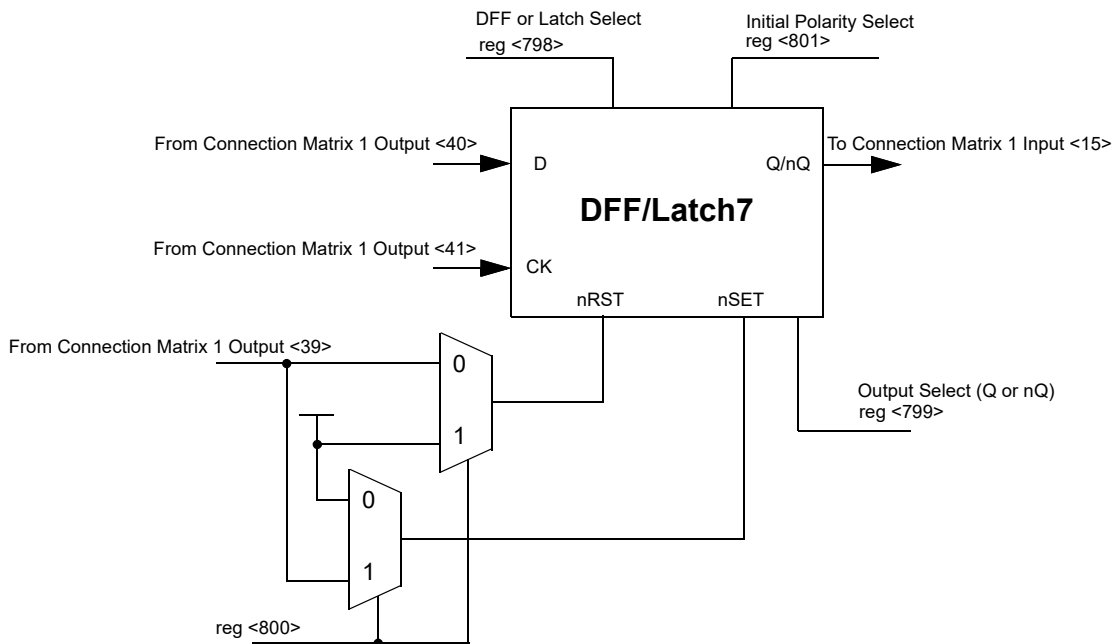 DFF or Latch Select
reg <798>
Initial Polarity Select
reg <801>
From Connection Matrix 1 Output <40>
D
Q/nQ
To Connection Matrix 1 Input <15>
DFF/Latch7
From Connection Matrix 1 Output <41>
CK
nRST
nSET
From Connection Matrix 1 Output <39>
0
1
Output Select (Q or nQ)
reg <799>
0
1
reg <800>